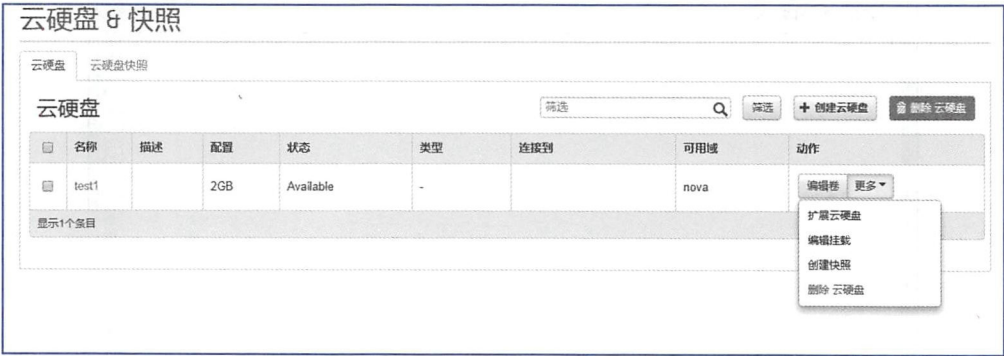 云硬盘 & 快照
云硬盘 云硬盘快照
云硬盘 筛选 筛选 + 创建云硬盘 删除 云硬盘
名称 描述 配置 状态 类型 连接到 可用域 动作
test1 2GB Available - nova 编辑卷 更多
显示1个条目
扩展云硬盘
编辑挂载
创建快照
删除 云硬盘